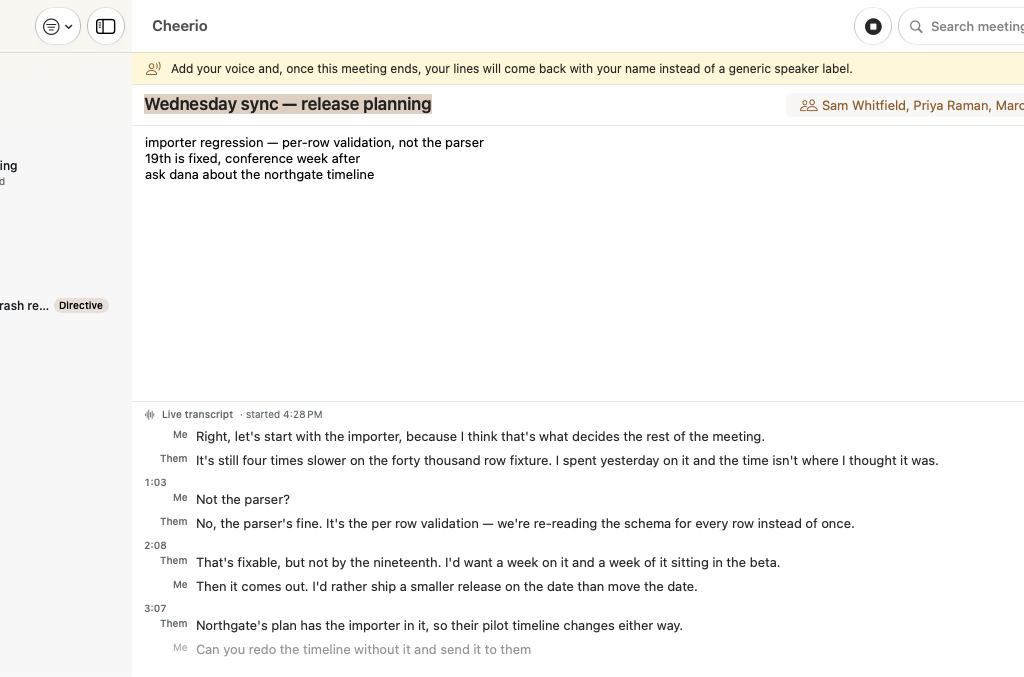 Cheerio
Search meeting
Add your voice and, once this meeting ends, your lines will come back with your name instead of a generic speaker label.
Wednesday sync — release planning
Sam Whitfield, Priya Raman, Marc
importer regression — per-row validation, not the parser
19th is fixed, conference week after
ask dana about the northgate timeline
ing
d
rash re... Directive
Live transcript · started 4:28 PM
Me Right, let's start with the importer, because I think that's what decides the rest of the meeting.
Them It's still four times slower on the forty thousand row fixture. I spent yesterday on it and the time isn't where I thought it was.
1:03
Me Not the parser?
Them No, the parser's fine. It's the per row validation — we're re-reading the schema for every row instead of once.
2:08
Them That's fixable, but not by the nineteenth. I'd want a week on it and a week of it sitting in the beta.
Me Then it comes out. I'd rather ship a smaller release on the date than move the date.
3:07
Them Northgate's plan has the importer in it, so their pilot timeline changes either way.
Me Can you redo the timeline without it and send it to them